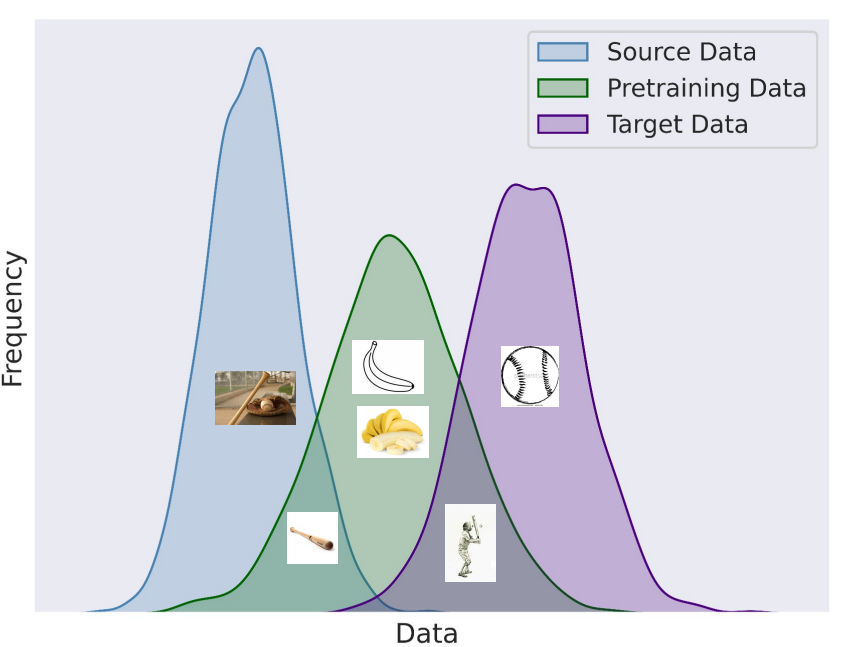 Source Data
Pretraining Data
Target Data
Frequency
Data